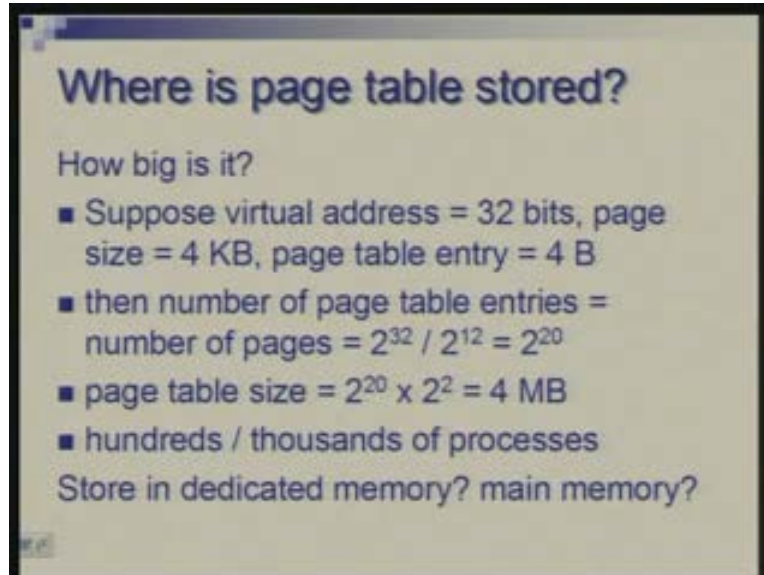 Where is page table stored?
How big is it?
■ Suppose virtual address = 32 bits, page
size = 4 KB, page table entry = 4 B
■ then number of page table entries =
number of pages = 2³² / 2¹² = 2²⁰
■ page table size = 2²⁰ x 2² = 4 MB
■ hundreds / thousands of processes
Store in dedicated memory? main memory?